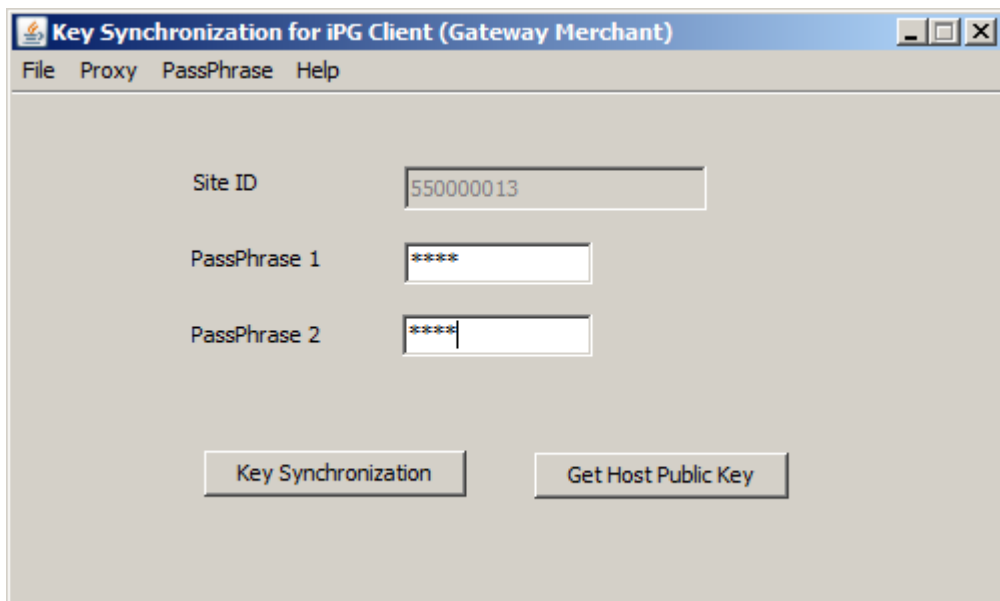 Key Synchronization for iPG Client (Gateway Merchant)
File Proxy PassPhrase Help
Site ID 550000013
PassPhrase 1 ****
PassPhrase 2 ****
Key Synchronization Get Host Public Key